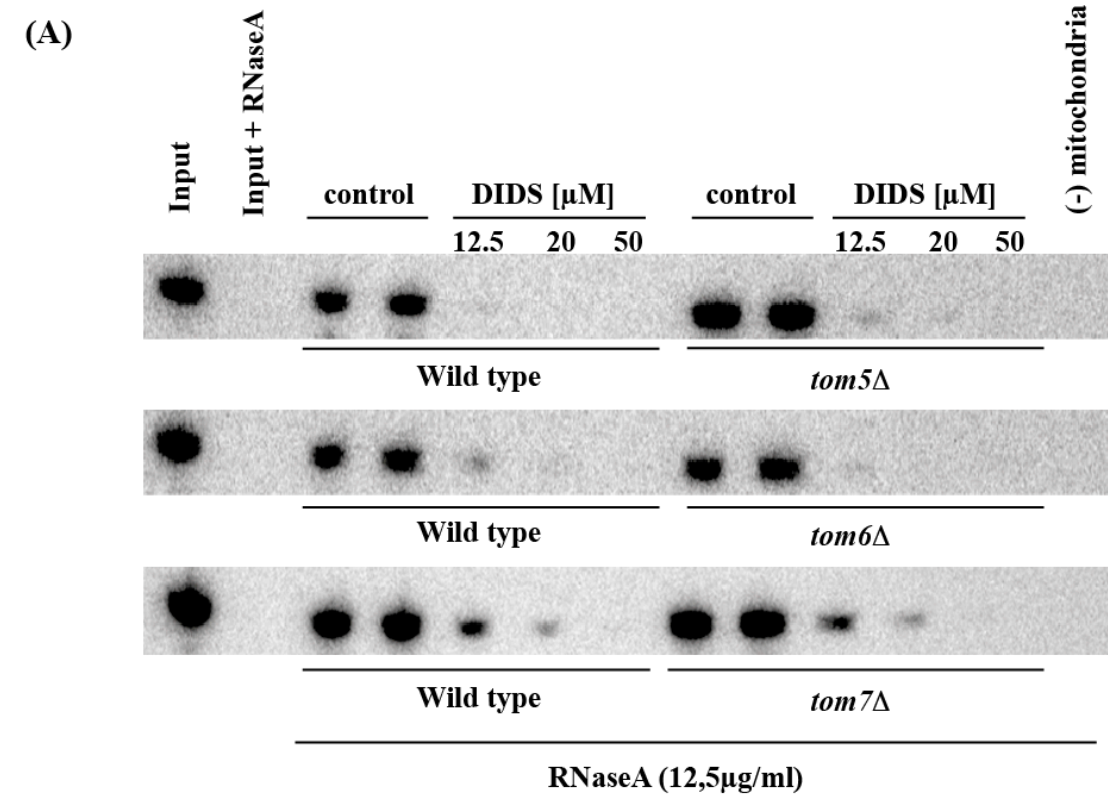 (A)
Input
Input + RNaseA
control
DIDS [µM]
control
DIDS [µM]
(-) mitochondria
12.5 20 50
12.5 20 50
Wild type
tom5Δ
Wild type
tom6Δ
Wild type
tom7Δ
RNaseA (12,5µg/ml)